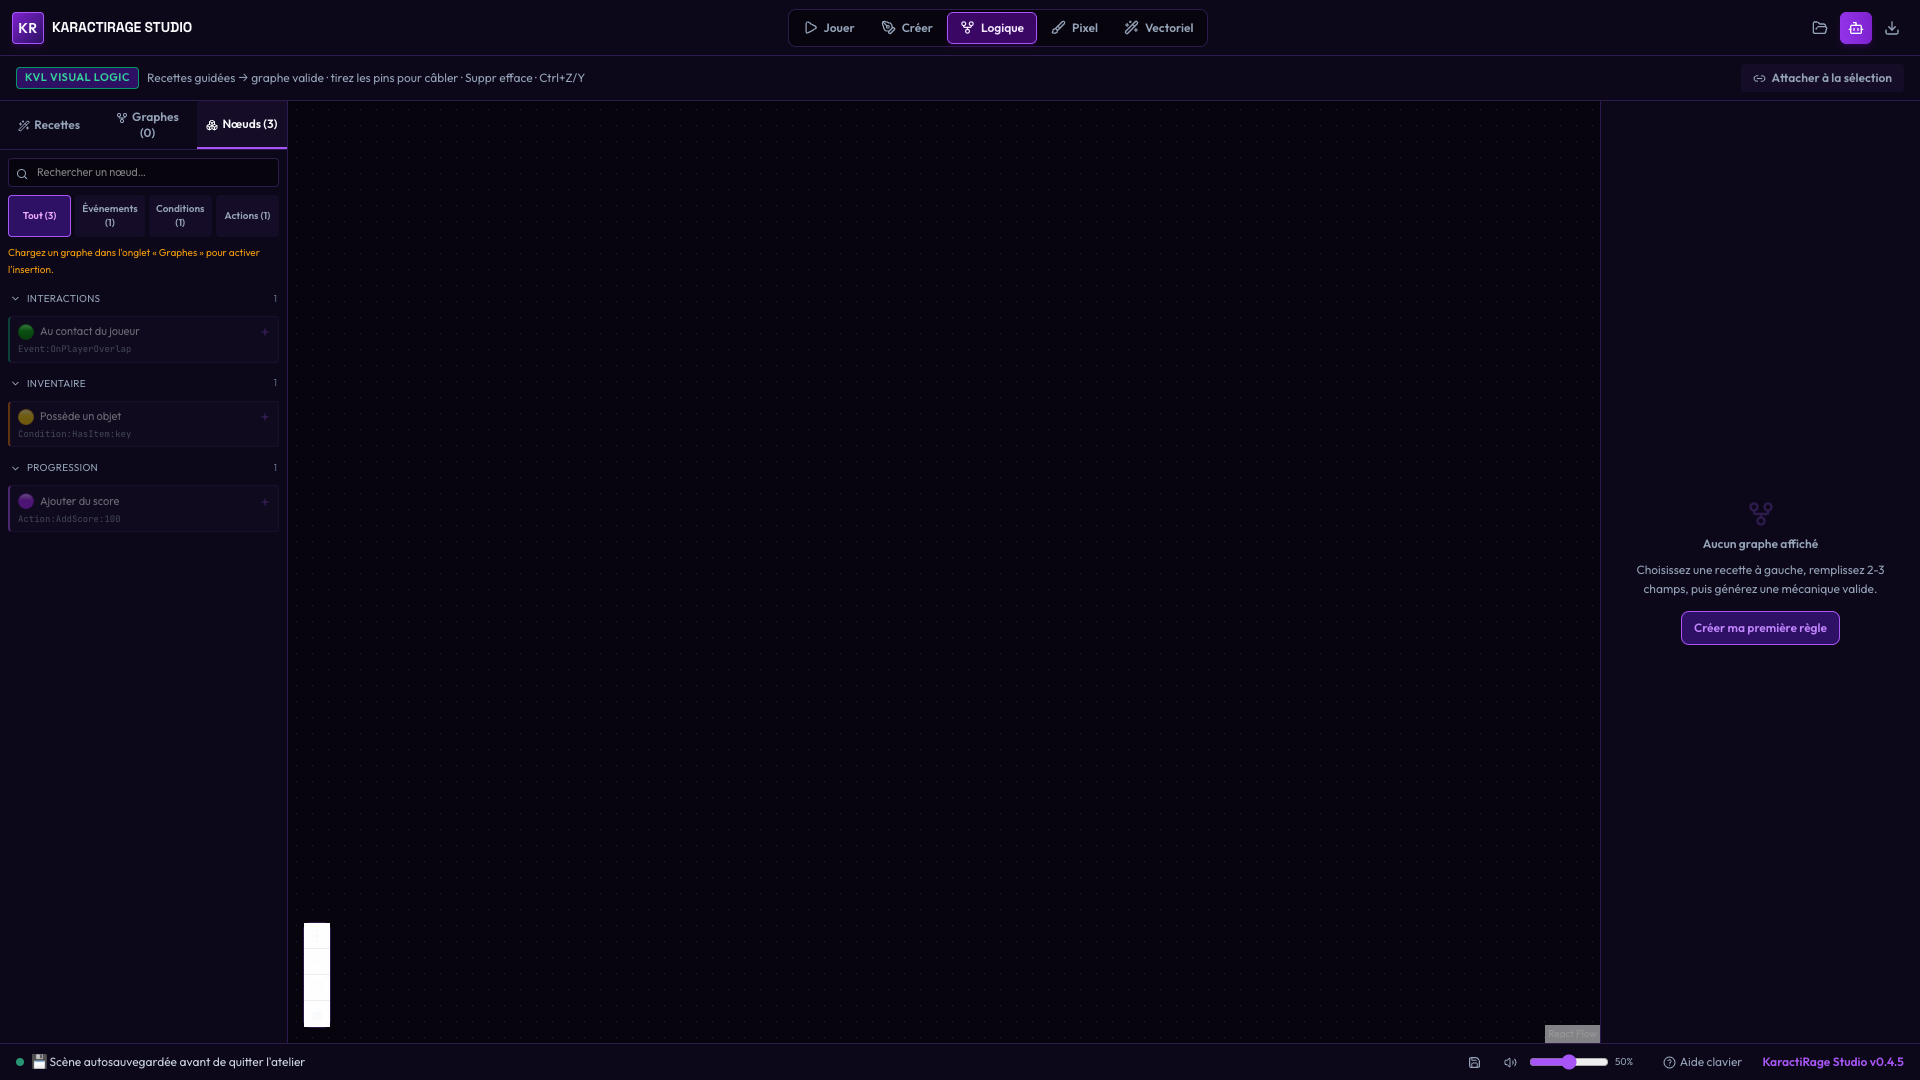 KR KARACTIRAGE STUDIO
Jouer Créer Logique Pixel Vectoriel
KVL VISUAL LOGIC Recettes guidées → graphe valide · tirez les pins pour câbler · Suppr efface · Ctrl+Z/Y
Attacher à la sélection
Recettes
Graphes
(0)
Nœuds (3)
Rechercher un nœud...
Tout (3)
Événements
(1)
Conditions
(1)
Actions (1)
Chargez un graphe dans l'onglet « Graphes » pour activer
l'insertion.
INTERACTIONS 1
Au contact du joueur +
Event:OnPlayerOverlap
INVENTAIRE 1
Possède un objet +
Condition:HasItem:key
PROGRESSION 1
Ajouter du score +
Action:AddScore:100
Aucun graphe affiché
Choisissez une recette à gauche, remplissez 2-3
champs, puis générez une mécanique valide.
Créer ma première règle
React Flow
Scène autosauvegardée avant de quitter l'atelier
50%
Aide clavier
KaractiRage Studio v0.4.5